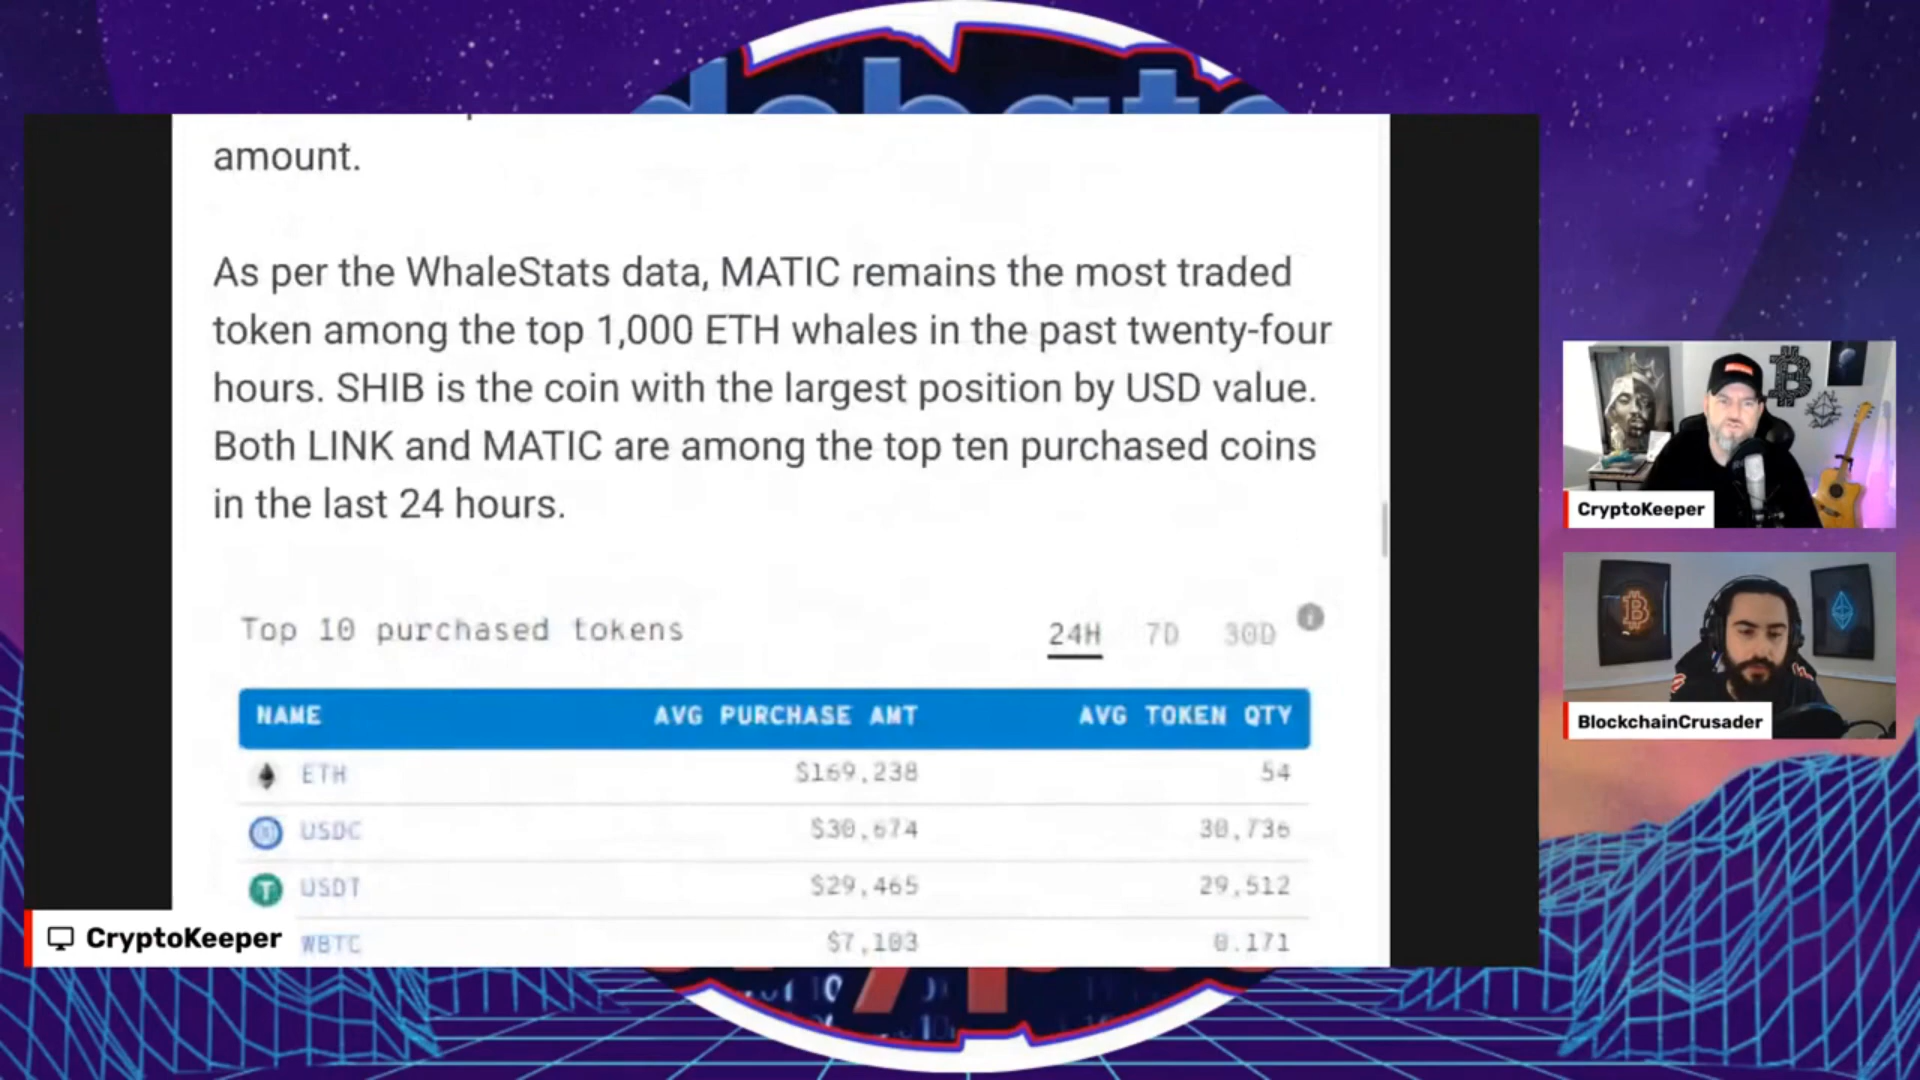 debate
amount.
As per the WhaleStats data, MATIC remains the most traded
token among the top 1,000 ETH whales in the past twenty-four
hours. SHIB is the coin with the largest position by USD value.
Both LINK and MATIC are among the top ten purchased coins
in the last 24 hours.
Top 10 purchased tokens 24H 7D 30D
NAME AVG PURCHASE AMT AVG TOKEN QTY
ETH $169,238 54
USDC $30,674 30,736
USDT $29,465 29,512
WBTC $7,103 0.171
CryptoKeeper
CryptoKeeper
BlockchainCrusader